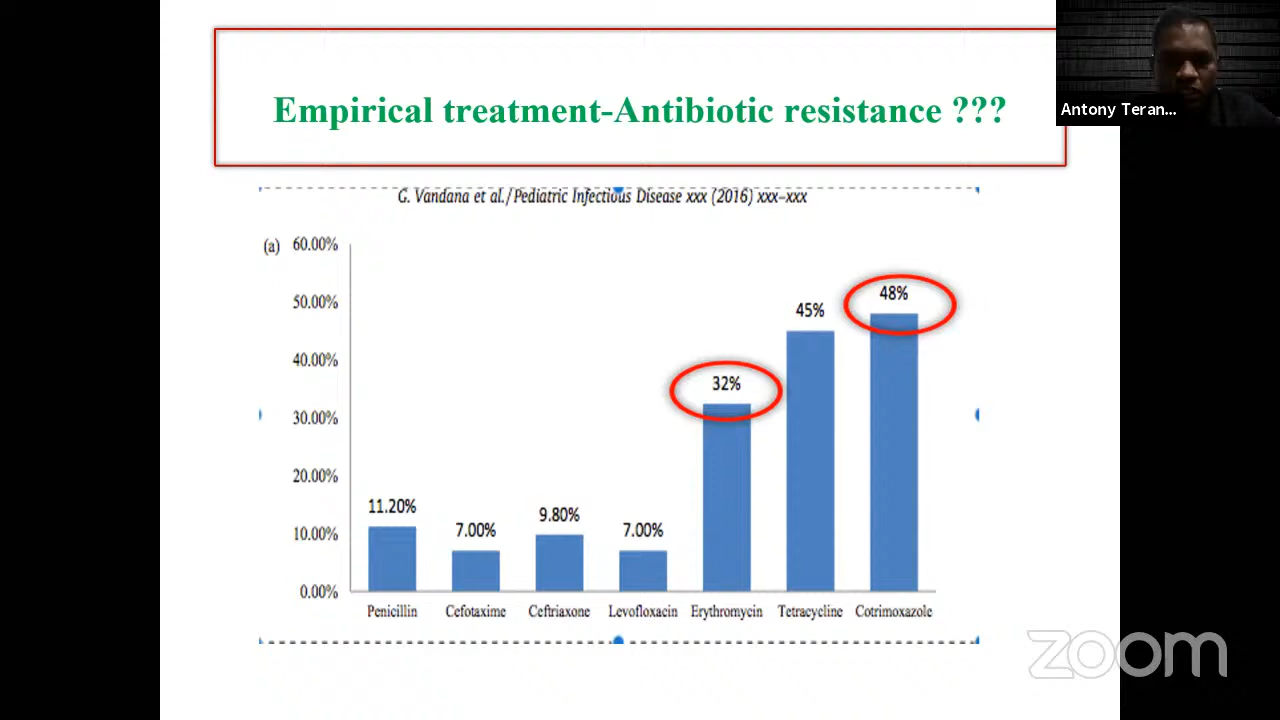 Empirical treatment-Antibiotic resistance ???
Antony Teran...
G. Vandana et al./Pediatric Infectious Disease xxx (2016) xxx–xxx
(a)
60.00%
50.00%
40.00%
30.00%
20.00%
10.00%
0.00%
11.20%
7.00%
9.80%
7.00%
32%
45%
48%
Penicillin
Cefotaxime
Ceftriaxone
Levofloxacin
Erythromycin
Tetracycline
Cotrimoxazole
zoom